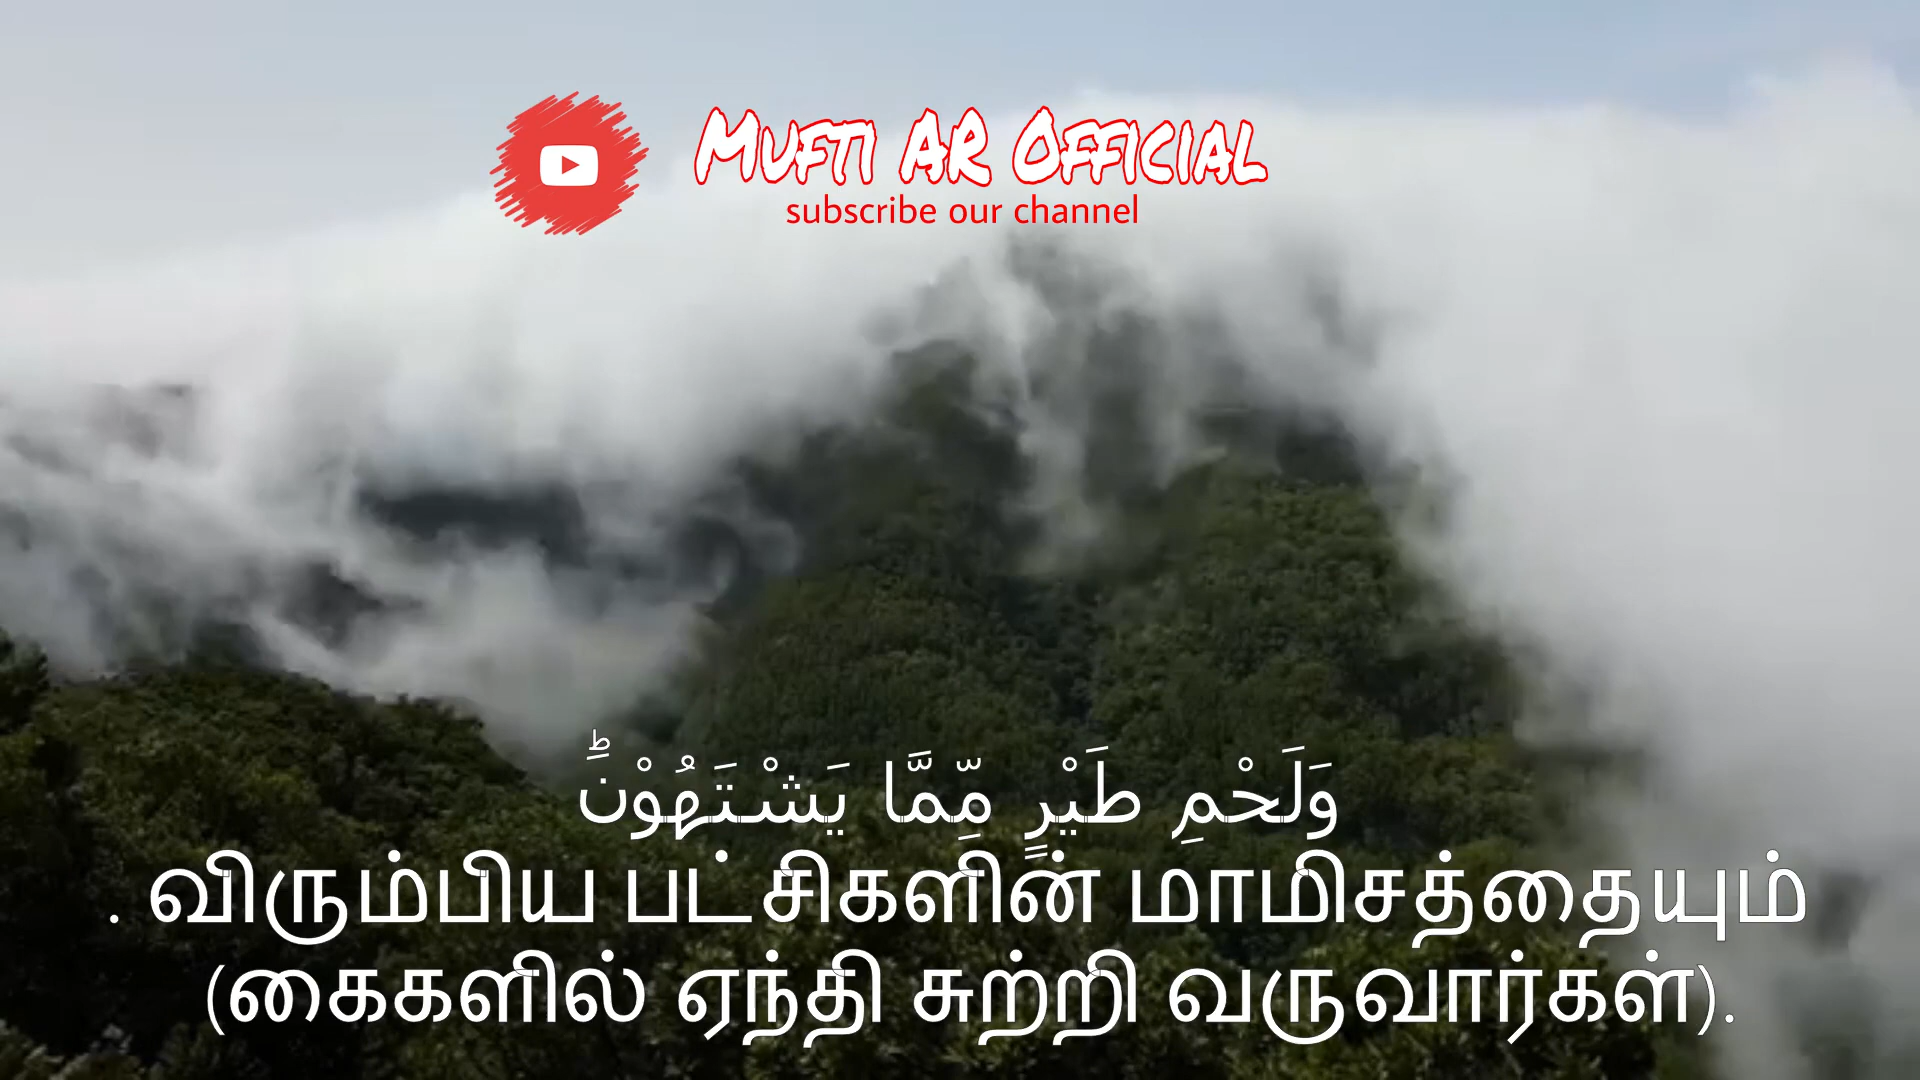 Mufti AR Official
subscribe our channel
وَلَحْمِ طَيْرٍ مِّمَّا يَشْتَهُوْنَؕ
. விரும்பிய பட்சிகளின் மாமிசத்தையும்
(கைகளில் ஏந்தி சுற்றி வருவார்கள்).